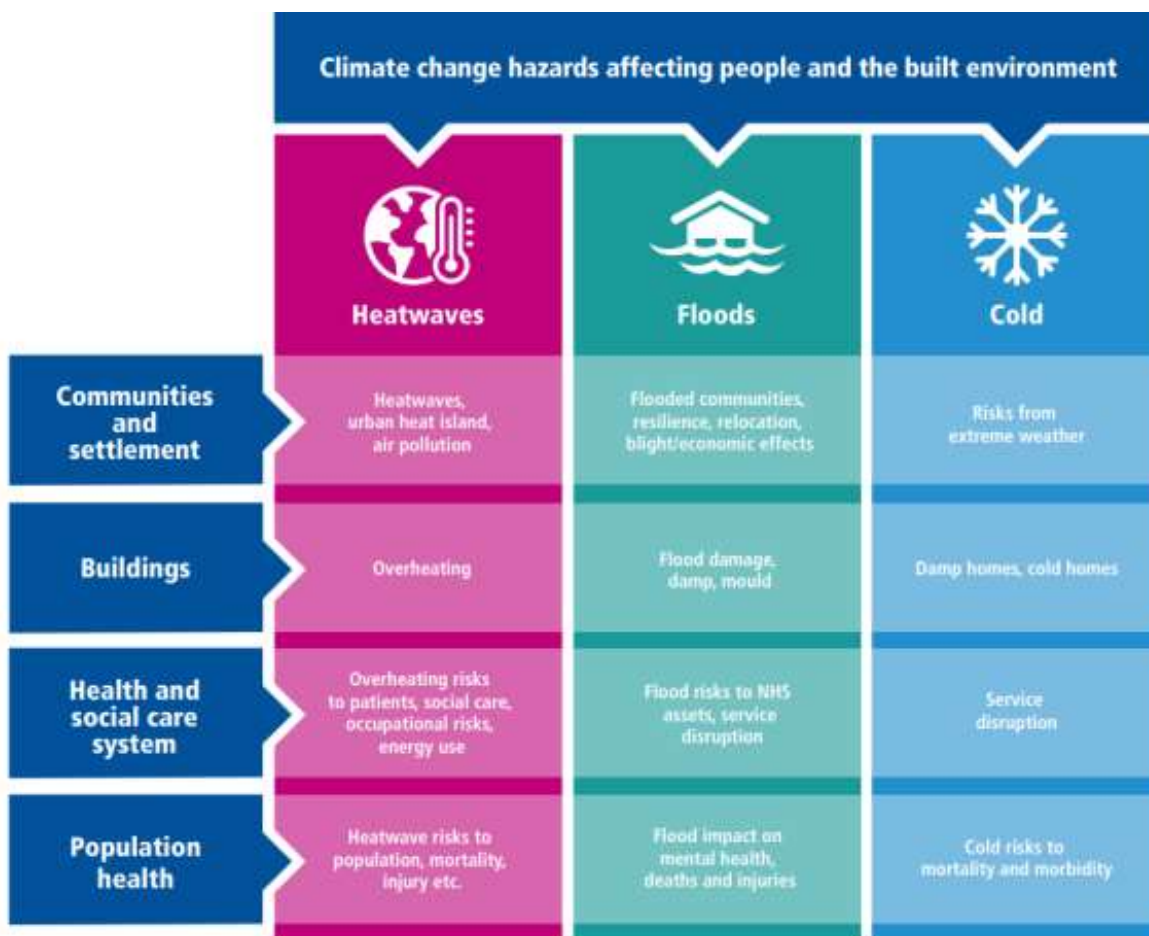 Climate change hazards affecting people and the built environment
Heatwaves
Floods
Cold
Communities
and
settlement
Heatwaves,
urban heat island,
air pollution
Flooded communities,
resilience, relocation,
blight/economic effects
Risks from
extreme weather
Buildings
Overheating
Flood damage,
damp, mould
Damp homes, cold homes
Health and
social care
system
Overheating risks
to patients, social care,
occupational risks,
energy use
Flood risks to NHS
assets, service
disruption
Service
disruption
Population
health
Heatwave risks to
population, mortality,
injury etc.
Flood impact on
mental health,
deaths and injuries
Cold risks to
mortality and morbidity